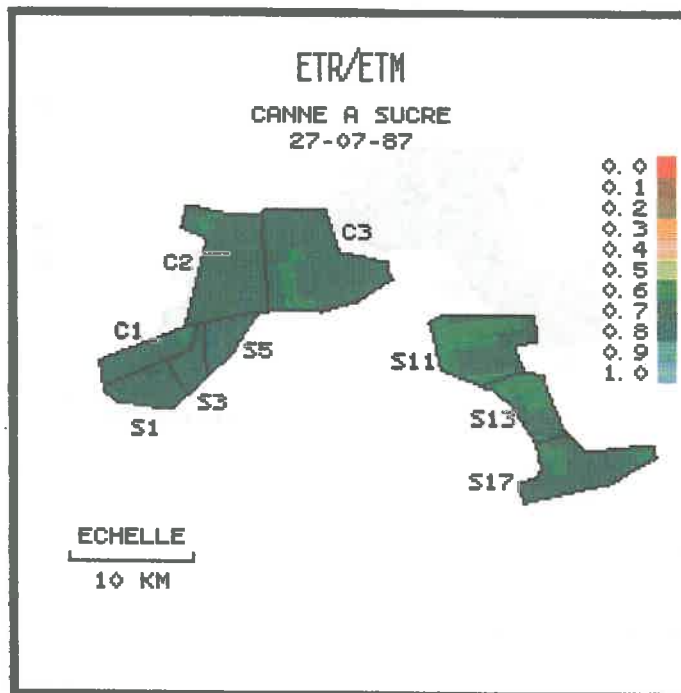 ETR/ETM
CANNE A SUCRE
27-07-87
0. 0
0. 1
0. 2
0. 3
0. 4
0. 5
0. 6
0. 7
0. 8
0. 9
1. 0
C3
C2
C1
S5
S3
S1
S11
S13
S17
ECHELLE
10 KM